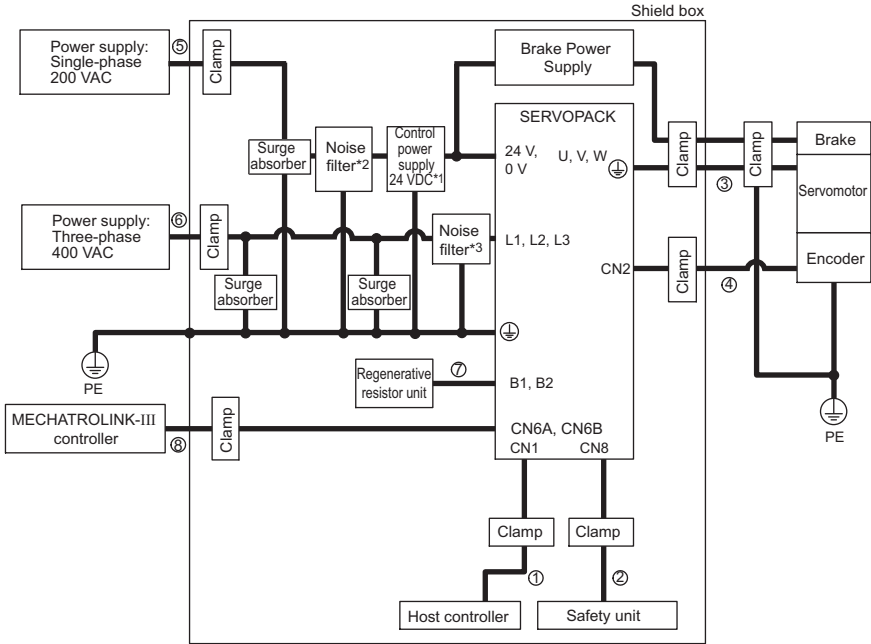 Shield box
Power supply:
Single-phase
200 VAC
⑤
Clamp
Brake Power
Supply
SERVOPACK
Surge
absorber
Noise
filter*2
Control
power
supply
24 VDC*1
24 V,
0 V
U, V, W
Clamp
③
Clamp
Brake
Servomotor
Power supply:
Three-phase
400 VAC
⑥
Clamp
Noise
filter*3
L1, L2, L3
CN2
Clamp
④
Encoder
Surge
absorber
Surge
absorber
PE
Regenerative
resistor unit
⑦
B1, B2
MECHATROLINK-III
controller
⑧
Clamp
CN6A, CN6B
CN1
CN8
PE
Clamp
Clamp
①
②
Host controller
Safety unit